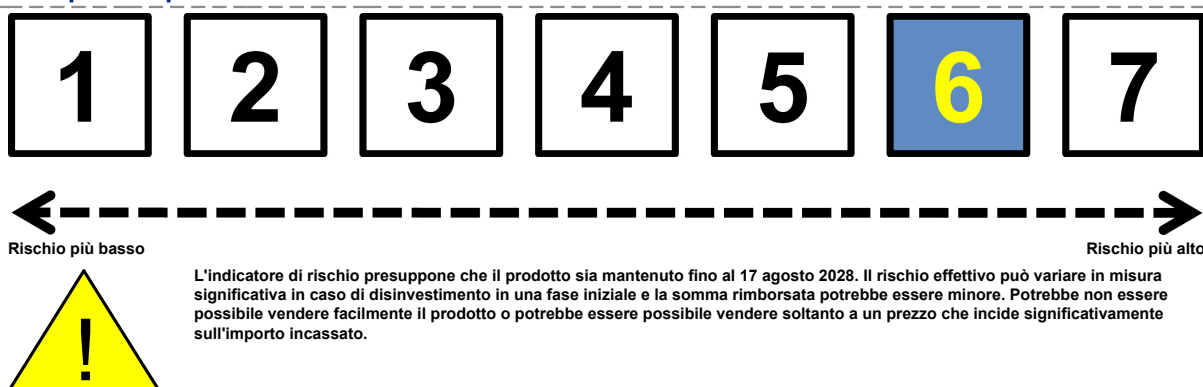 1 2 3 4 5 6 7
Rischio più basso Rischio più alto
L'indicatore di rischio presuppone che il prodotto sia mantenuto fino al 17 agosto 2028. Il rischio effettivo può variare in misura
significativa in caso di disinvestimento in una fase iniziale e la somma rimborsata potrebbe essere minore. Potrebbe non essere
possibile vendere facilmente il prodotto o potrebbe essere possibile vendere soltanto a un prezzo che incide significativamente
sull'importo incassato.
!